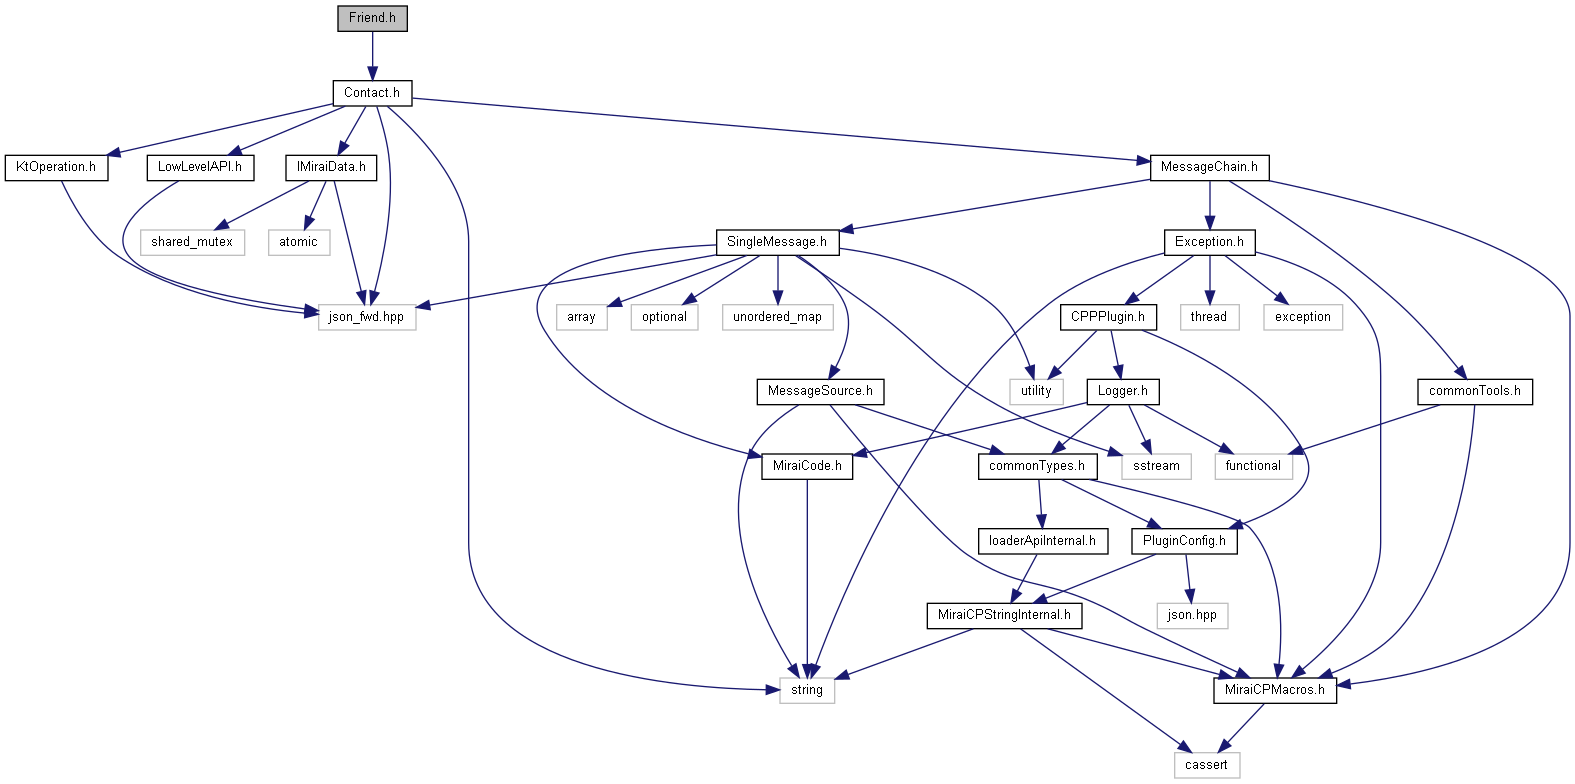 Friend.h
Contact.h
KtOperation.h
LowLevelAPI.h
IMiraiData.h
MessageChain.h
shared_mutex
atomic
SingleMessage.h
Exception.h
json_fwd.hpp
array
optional
unordered_map
CPPPlugin.h
thread
exception
MessageSource.h
utility
Logger.h
commonTools.h
MiraiCode.h
commonTypes.h
sstream
functional
loaderApiInternal.h
PluginConfig.h
MiraiCPStringInternal.h
json.hpp
string
MiraiCPMacros.h
cassert